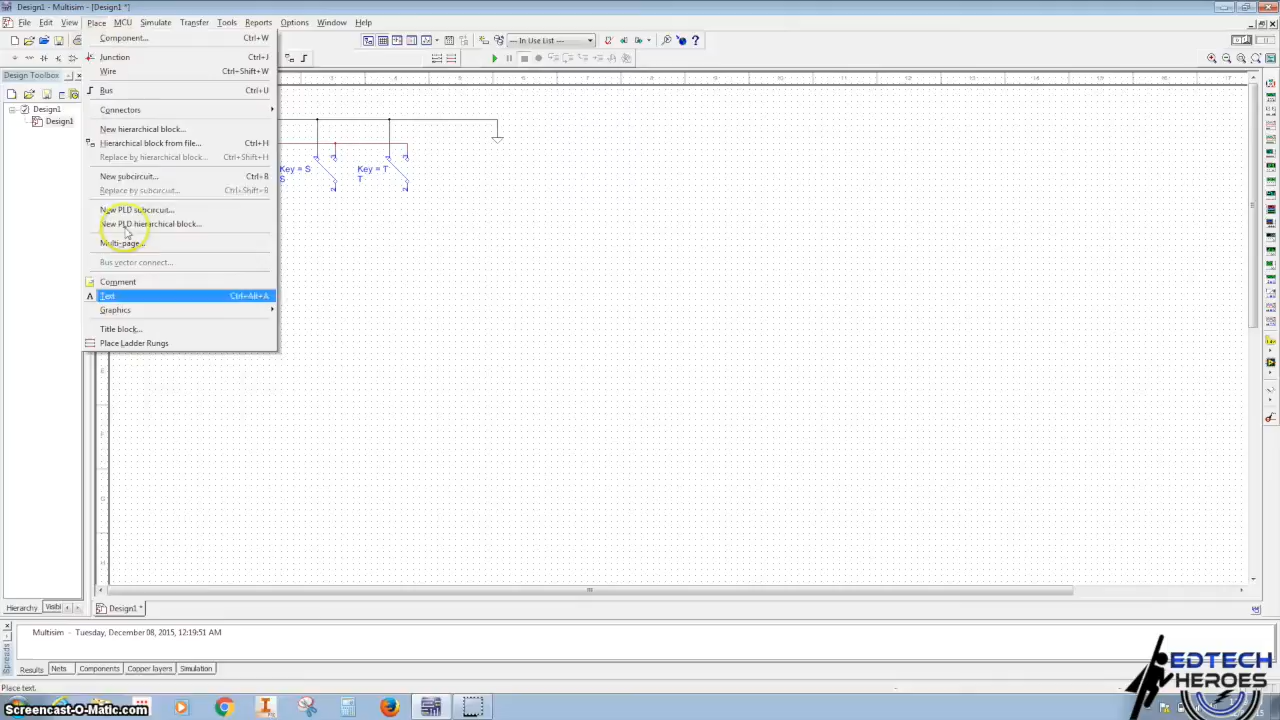 Design1 - Multisim - [Design1 *]
File Edit View Place MCU Simulate Transfer Tools Reports Options Window Help
--- In Use List ---
Design Toolbox
Design1
Design1
Component... Ctrl+W
Junction Ctrl+J
Wire Ctrl+Shift+W
Bus Ctrl+U
Connectors
New hierarchical block...
Hierarchical block from file... Ctrl+H
Replace by hierarchical block... Ctrl+Shift+H
New subcircuit... Ctrl+B
Replace by subcircuit... Ctrl+Shift+B
New PLD subcircuit...
New PLD hierarchical block...
Multi-page...
Bus vector connect...
Comment
Text Ctrl+Alt+A
Graphics
Title block...
Place Ladder Rungs
Key = S
S
Key = T
T
Hierarchy Visibl
Design1 *
Multisim - Tuesday, December 08, 2015, 12:19:51 AM
Results Nets Components Copper layers Simulation
Place text.
EDTECH
HEROES
Screencast-O-Matic.com